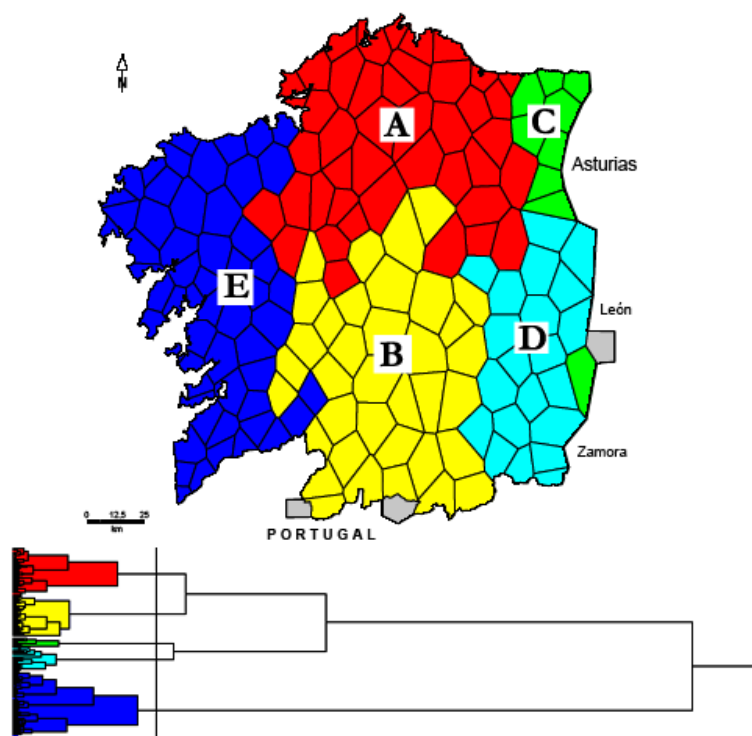 N
A
C
Asturias
E
León
B
D
Zamora
0 12,5 25
km
PORTUGAL